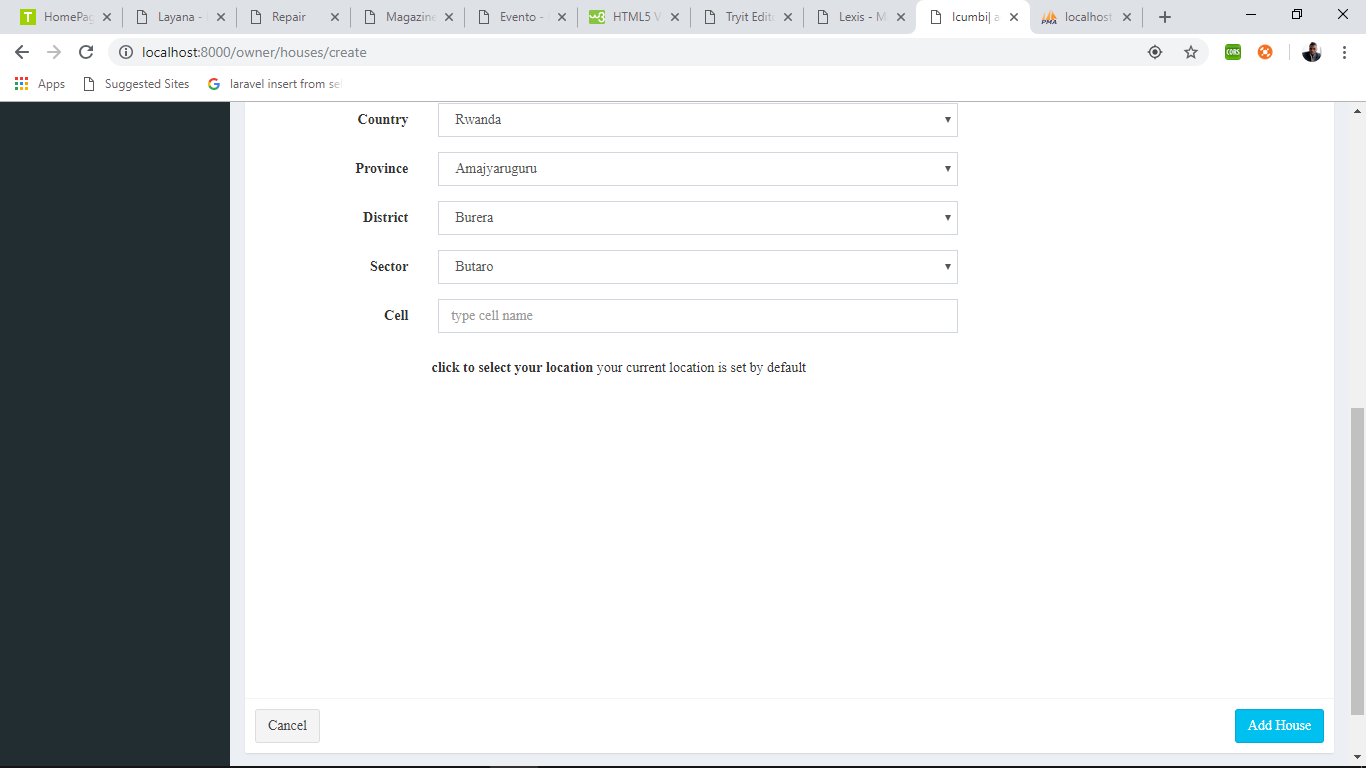 T HomePag
Layana -
Repair
Magazine
Evento -
HTML5 V
Tryit Edit
Lexis - M
Icumbi| a
localhost
localhost:8000/owner/houses/create
CORS
Apps
Suggested Sites
laravel insert from sel
Country Rwanda
Province Amajyaruguru
District Burera
Sector Butaro
Cell type cell name
click to select your location your current location is set by default
Cancel
Add House